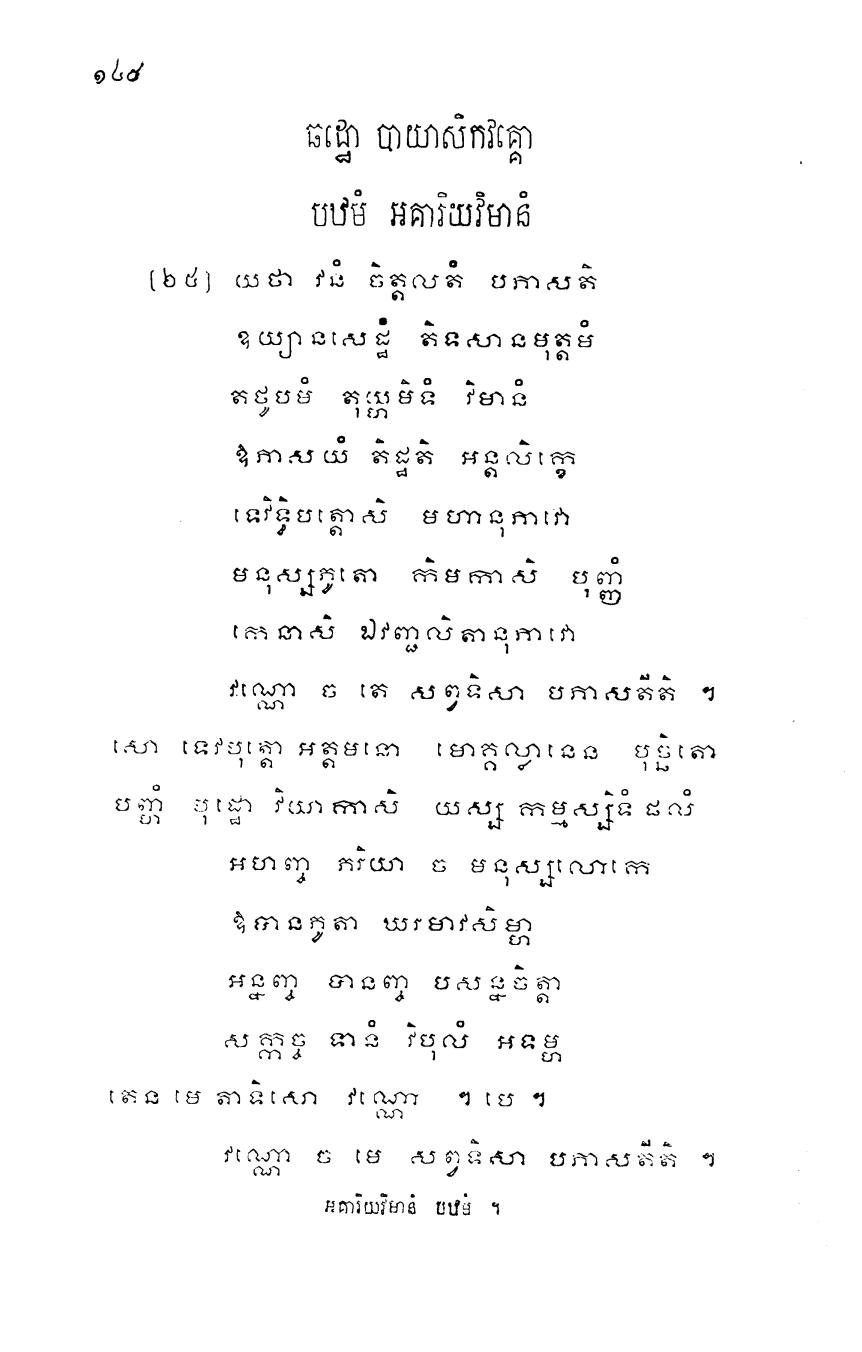 ១៤៩
ឆដ្ឋោ បាយាសិកវគ្គោ
បឋមំ អគារិយវិមានំ
[៦៥] យថា វនំ ចិត្តលតំ បភាសតិ
ឧយ្យានសេដ្ឋំ តិទសានមុត្តមំ
តថូបមំ តុយ្ហមិទំ វិមានំ
ឱភាសយំ តិដ្ឋតិ អន្តលិក្ខេ
ទេវិទ្ធិបត្តោសិ មហានុភាវោ
មនុស្សភូតោ កិមកាសិ បុញ្ញំ
កេនាសិ ឯវញ្ជលិតានុភាវោ
វណ្ណោ ច តេ សព្វទិសា បភាសតីតិ ។
សោ ទេវបុត្តោ អត្តមនោ មោគ្គល្លានេន បុច្ឆិតោ
បញ្ហំ បុដ្ឋោ វិយាកាសិ យស្ស កម្មស្សិទំ ផលំ
អហញ្ច ភរិយា ច មនុស្សលោកេ
ឱទានភូតា ឃរមាវសិម្ហា
អន្នញ្ច ទានញ្ច បសន្នចិត្តា
សក្កច្ច ទានំ វិបុលំ អទម្ហ
តេន មេ តាទិសោ វណ្ណោ ។ បេ ។
វណ្ណោ ច មេ សព្វទិសា បភាសតីតិ ។
អគារិយវិមានំ បឋមំ ។